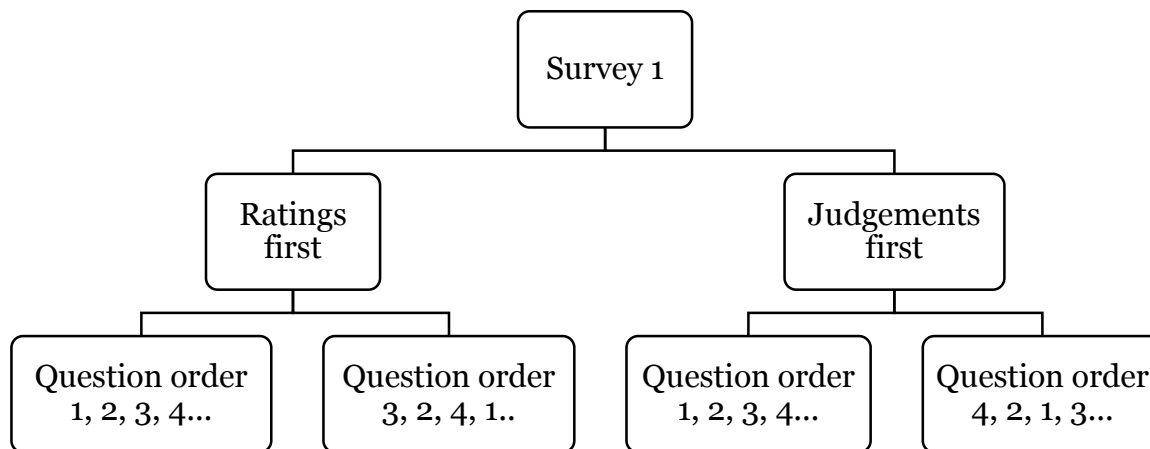 Survey 1
Ratings
first
Judgements
first
Question order
1, 2, 3, 4...
Question order
3, 2, 4, 1..
Question order
1, 2, 3, 4...
Question order
4, 2, 1, 3...